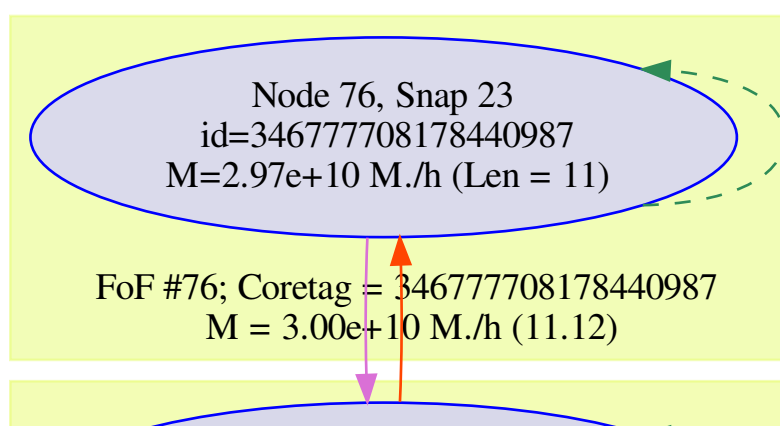 Node 76, Snap 23
id=346777708178440987
M=2.97e+10 M./h (Len = 11)
FoF #76; Coretag = 346777708178440987
M = 3.00e+10 M./h (11.12)